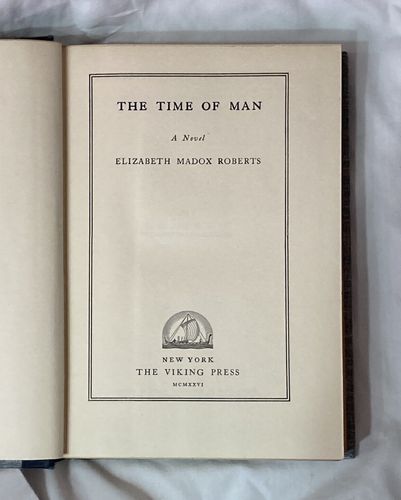 THE TIME OF MAN
A Novel
ELIZABETH MADOX ROBERTS
NEW YORK
THE VIKING PRESS
MCMXXVI